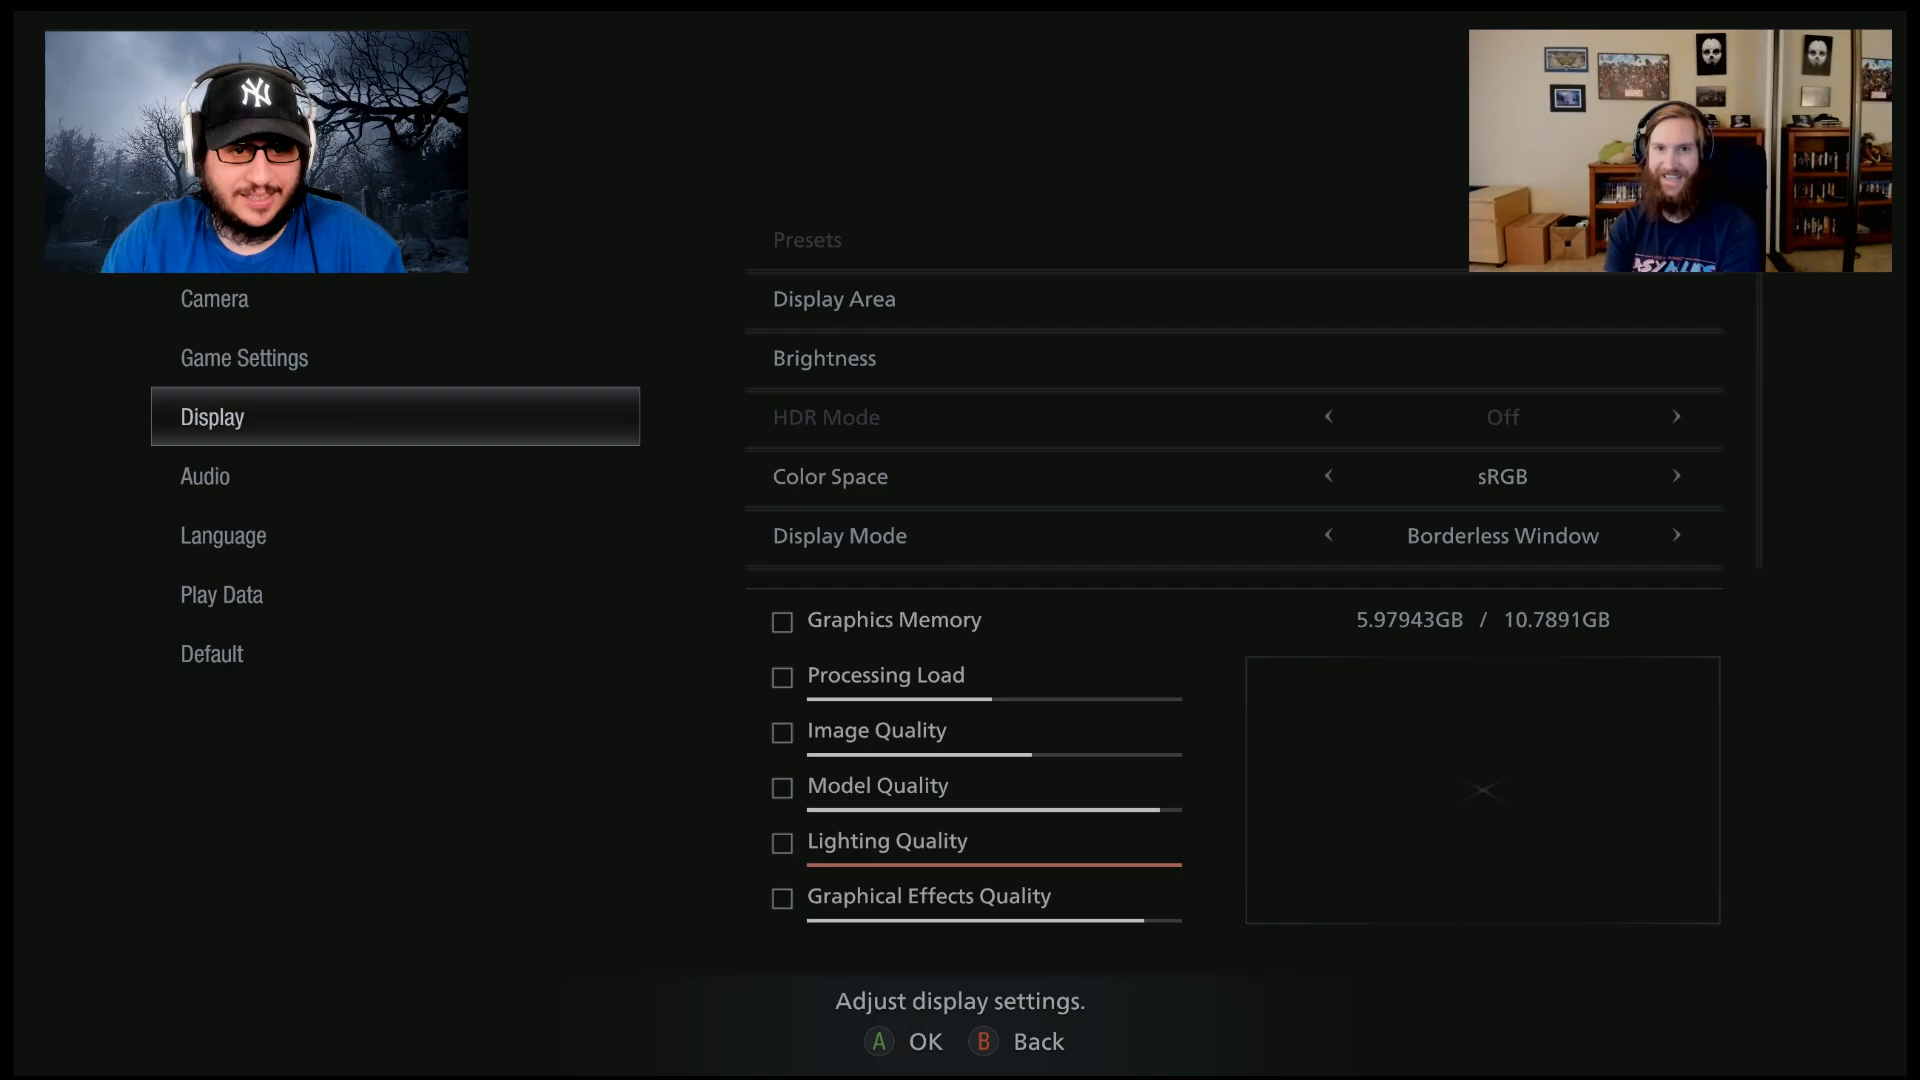 NY
MARVEL
Presets
Camera
Display Area
Game Settings
Brightness
Display
HDR Mode
Off
Audio
Color Space
sRGB
Language
Display Mode
Borderless Window
Play Data
Graphics Memory
5.97943GB / 10.7891GB
Default
Processing Load
Image Quality
Model Quality
Lighting Quality
Graphical Effects Quality
Adjust display settings.
A OK B Back